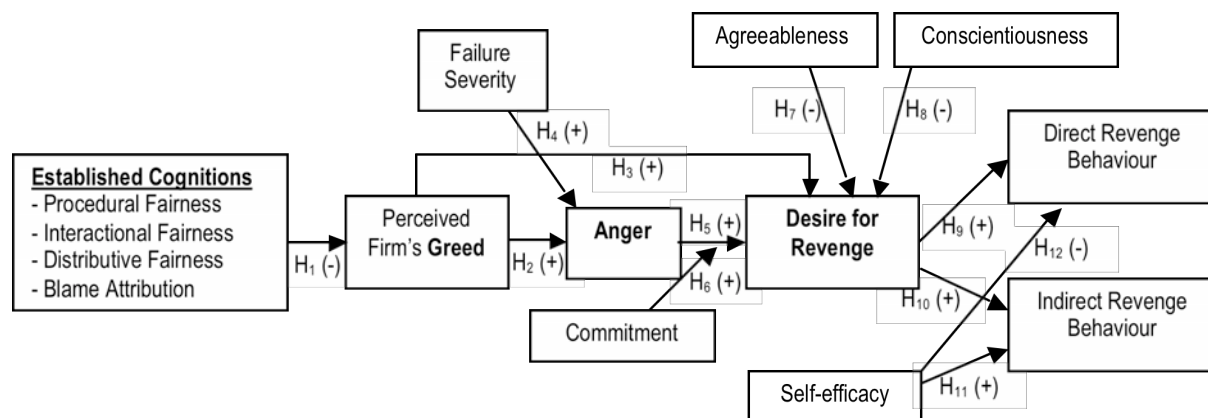 Agreeableness
Conscientiousness
Failure
Severity
H₇ (-)
H₈ (-)
H₄ (+)
H₃ (+)
Direct Revenge
Behaviour
Established Cognitions
- Procedural Fairness
- Interactional Fairness
- Distributive Fairness
- Blame Attribution
H₁ (-)
Perceived
Firm's Greed
H₂ (+)
Anger
H₅ (+)
H₆ (+)
Desire for
Revenge
H₉ (+)
H₁₂ (-)
H₁₀ (+)
Indirect Revenge
Behaviour
Commitment
Self-efficacy
H₁₁ (+)